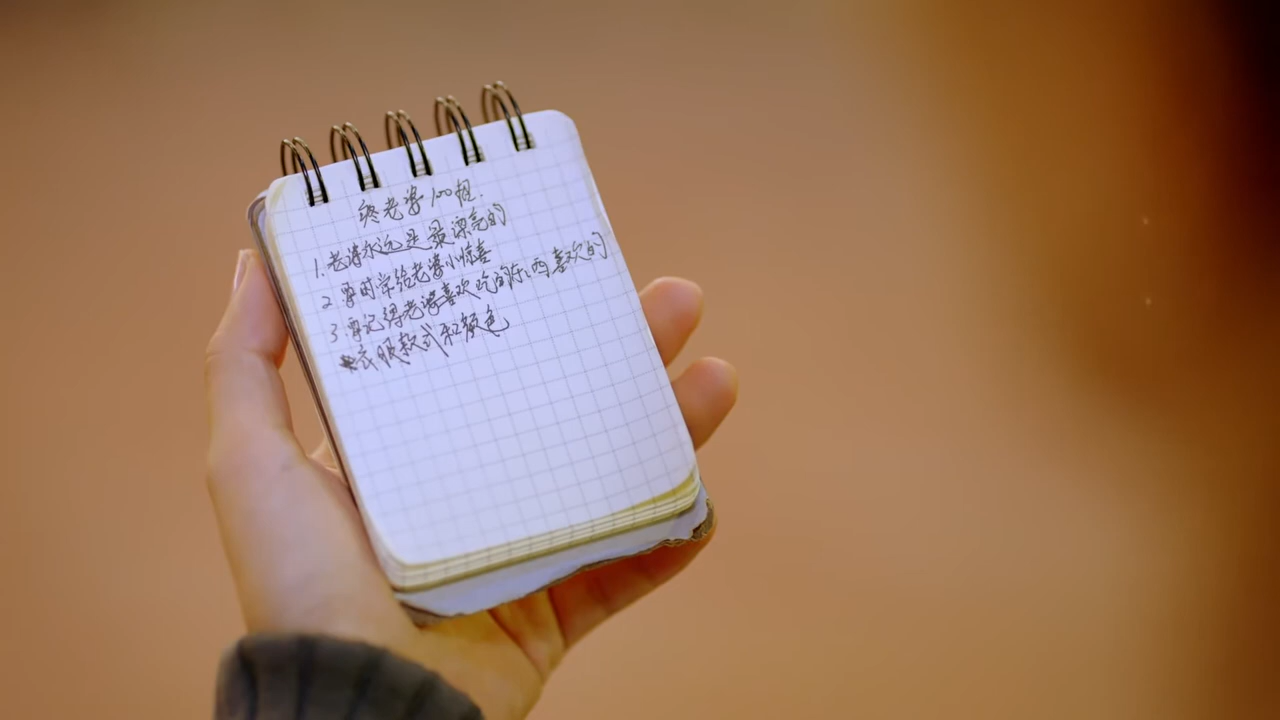 老婆100招.
1.老婆永远是最漂亮的
2.要时常给老婆小惊喜
3.要记得老婆喜欢吃的东西喜欢的
衣服款式和颜色